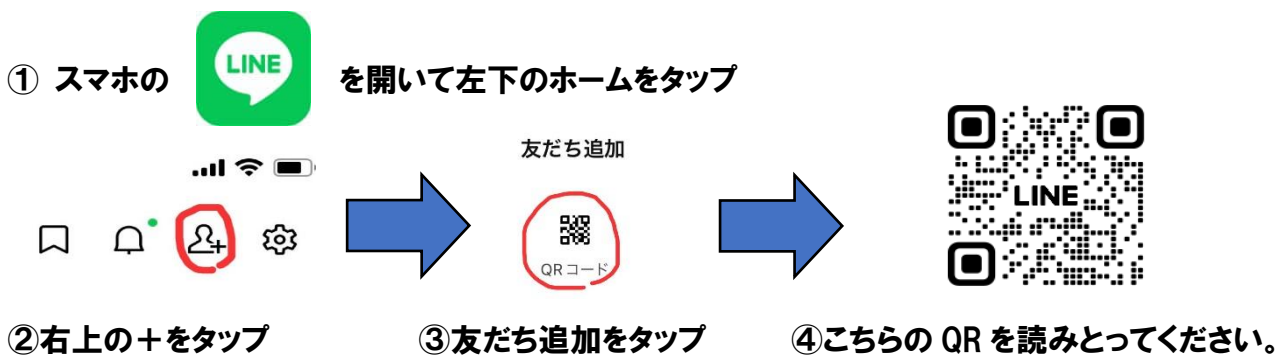 ① スマホの LINE を開いて左下のホームをタップ
友だち追加
QRコード
LINE
②右上の＋をタップ
③友だち追加をタップ
④こちらの QR を読みとってください。